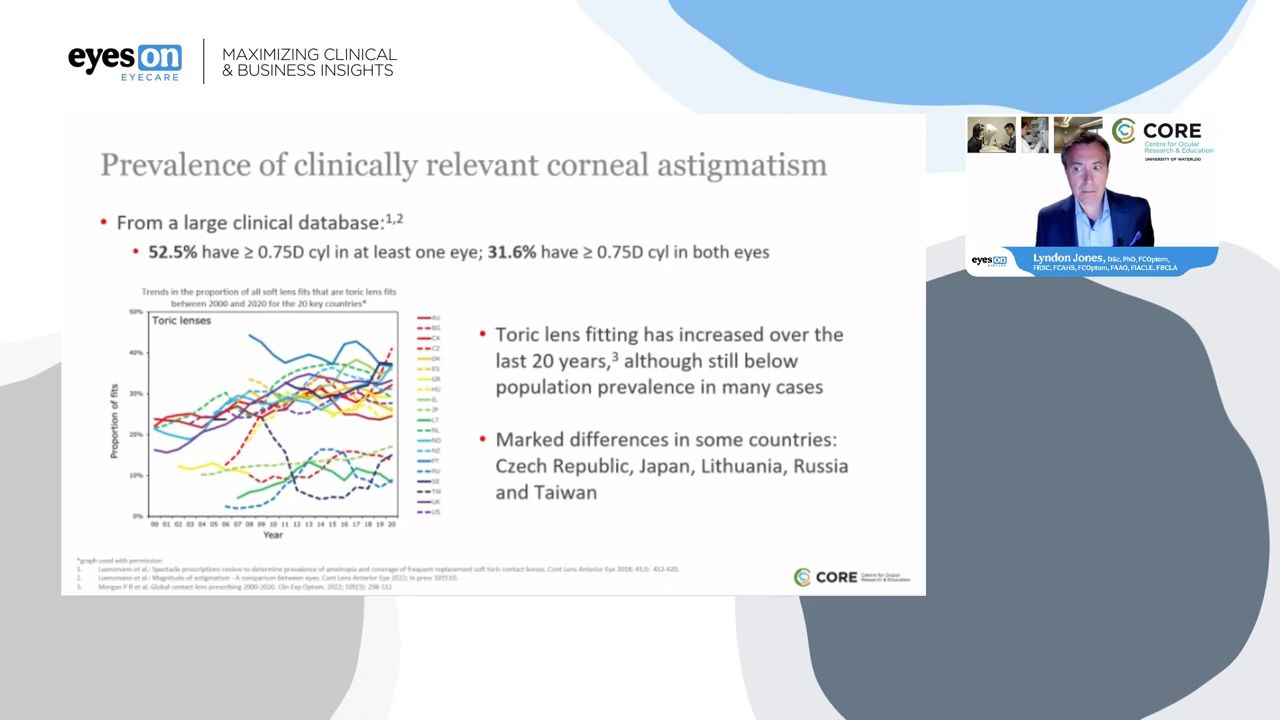 eyeson
EYECARE
MAXIMIZING CLINICAL
& BUSINESS INSIGHTS
CORE
Centre for Ocular
Research & Education
UNIVERSITY OF WATERLOO
eyeson
EYECARE
Lyndon Jones, DSc, PhD, FCOptom,
FRSC, FCAHS, FCOptom, FAAO, FIACLE, FBCLA
Prevalence of clinically relevant corneal astigmatism
• From a large clinical database:1,2
• 52.5% have ≥ 0.75D cyl in at least one eye; 31.6% have ≥ 0.75D cyl in both eyes
Trends in the proportion of all soft lens fits that are toric lens fits
between 2000 and 2020 for the 20 key countries*
Toric lenses
50%
40%
30%
20%
10%
0%
Proportion of fits
00 01 02 03 04 05 06 07 08 09 10 11 12 13 14 15 16 17 18 19 20
Year
AU
BG
CA
CZ
DK
ES
GR
HU
IL
JP
LT
NL
NO
NZ
PT
RU
SE
TW
UK
US
• Toric lens fitting has increased over the
last 20 years,3 although still below
population prevalence in many cases
• Marked differences in some countries:
Czech Republic, Japan, Lithuania, Russia
and Taiwan
*graph used with permission
1. Luensmann et al.: Spectacle prescriptions review to determine prevalence of ametropia and coverage of frequent replacement soft toric contact lenses. Cont Lens Anterior Eye 2018; 41;5: 412-420.
2. Luensmann et al.: Magnitude of astigmatism - A comparison between eyes. Cont Lens Anterior Eye 2022; In press 101510.
3. Morgan P B et al. Global contact lens prescribing 2000-2020. Clin Exp Optom. 2022; 105(3): 298-312
CORE
Centre for Ocular
Research & Education